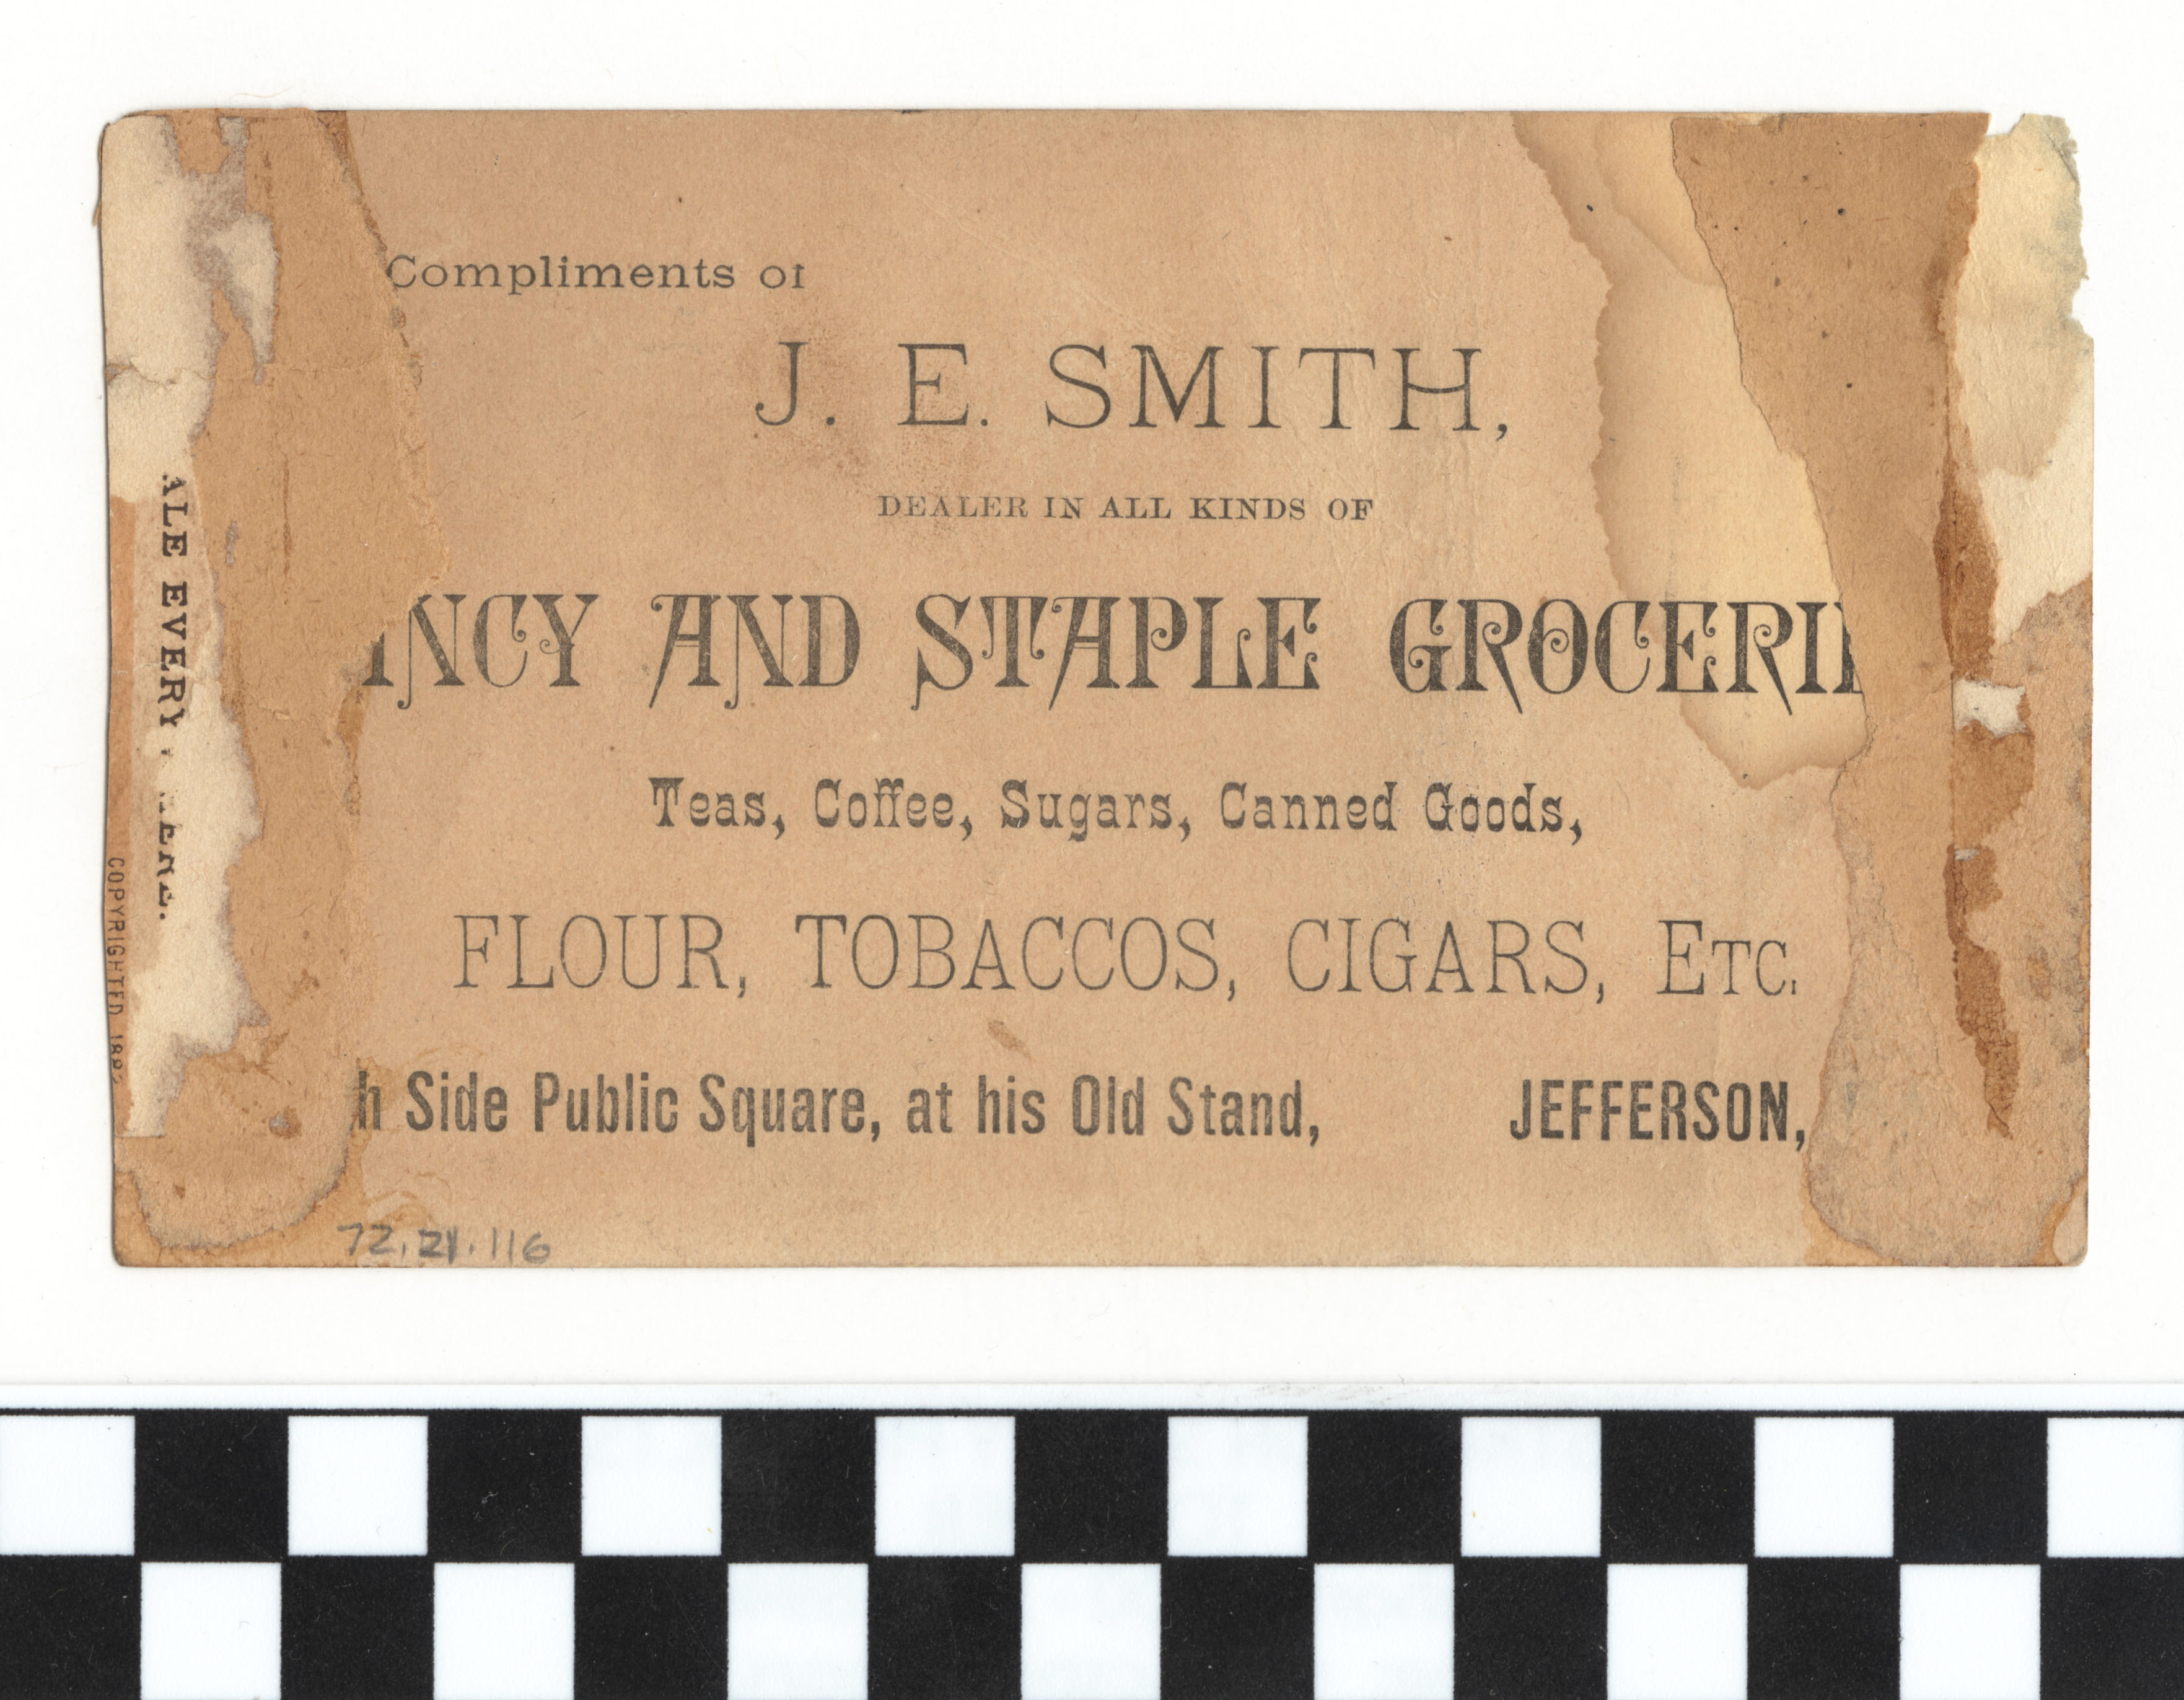 Compliments of
J. E. SMITH,
DEALER IN ALL KINDS OF
NCY AND STAPLE GROCERI
Teas, Coffee, Sugars, Canned Goods,
FLOUR, TOBACCOS, CIGARS, ETC.
h Side Public Square, at his Old Stand, JEFFERSON,
72.21.116
ALE EVERY
COPYRIGHTED 188